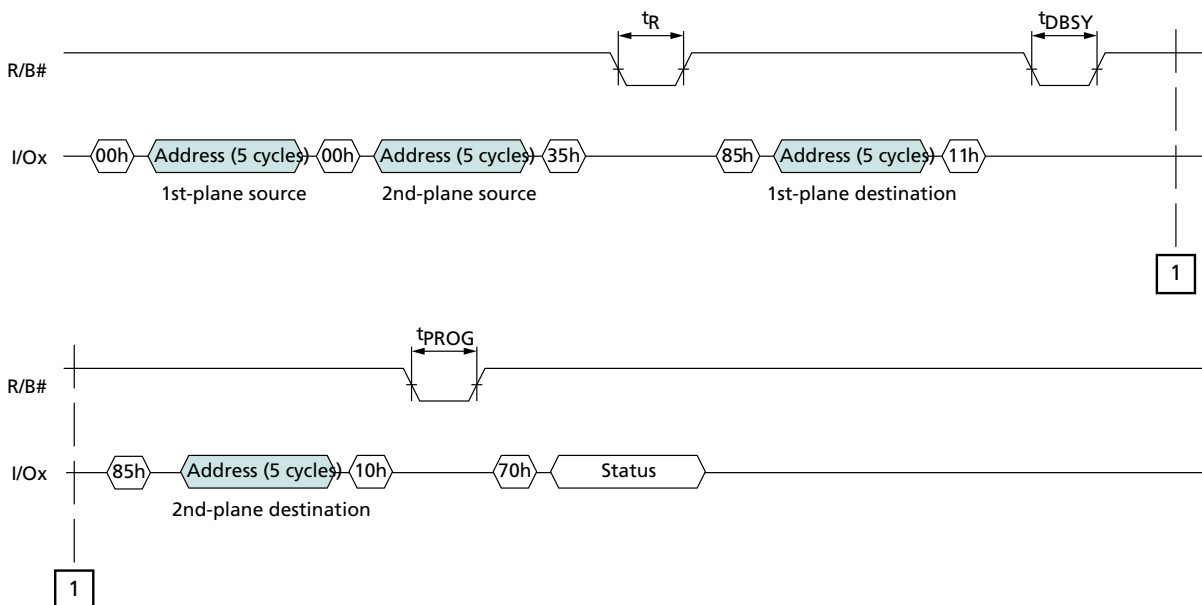 tR tDBSY
R/B#
I/Ox 00h Address (5 cycles) 00h Address (5 cycles) 35h 85h Address (5 cycles) 11h
1st-plane source 2nd-plane source 1st-plane destination
1
tPROG
R/B#
I/Ox 85h Address (5 cycles) 10h 70h Status
2nd-plane destination
1